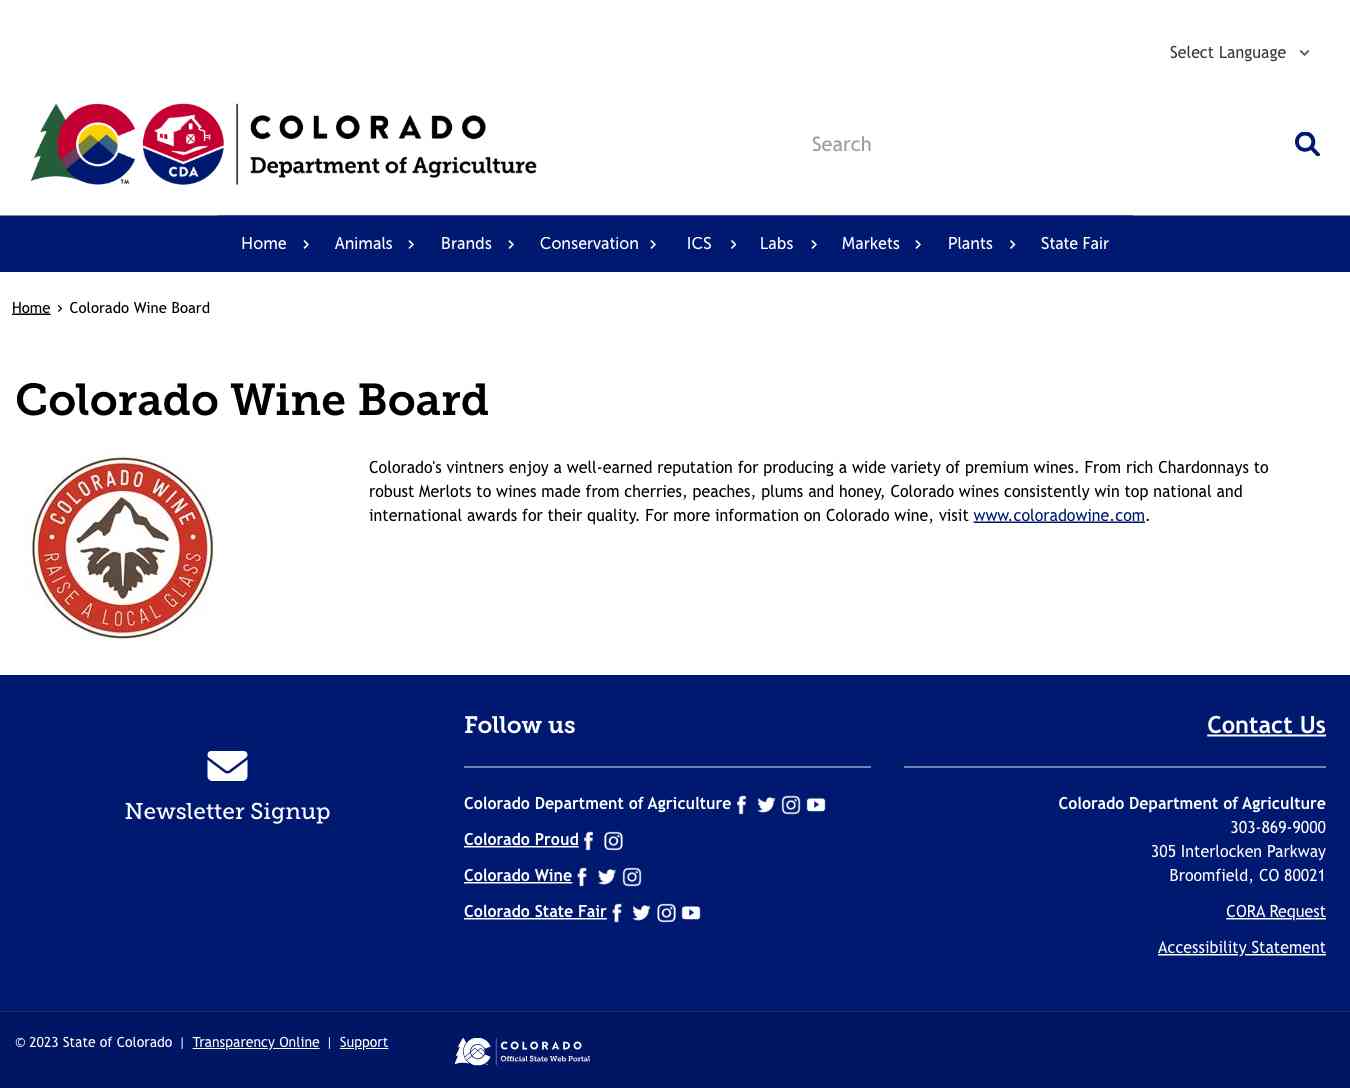 Select Language
CDA
TM
COLORADO
Department of Agriculture
Search
Home
Animals
Brands
Conservation
ICS
Labs
Markets
Plants
State Fair
Home › Colorado Wine Board
Colorado Wine Board
COLORADO WINE
RAISE A LOCAL GLASS
Colorado's vintners enjoy a well-earned reputation for producing a wide variety of premium wines. From rich Chardonnays to
robust Merlots to wines made from cherries, peaches, plums and honey, Colorado wines consistently win top national and
international awards for their quality. For more information on Colorado wine, visit www.coloradowine.com.
Newsletter Signup
Follow us
Colorado Department of Agriculture
Colorado Proud
Colorado Wine
Colorado State Fair
Contact Us
Colorado Department of Agriculture
303-869-9000
305 Interlocken Parkway
Broomfield, CO 80021
CORA Request
Accessibility Statement
© 2023 State of Colorado | Transparency Online | Support
COLORADO
Official State Web Portal